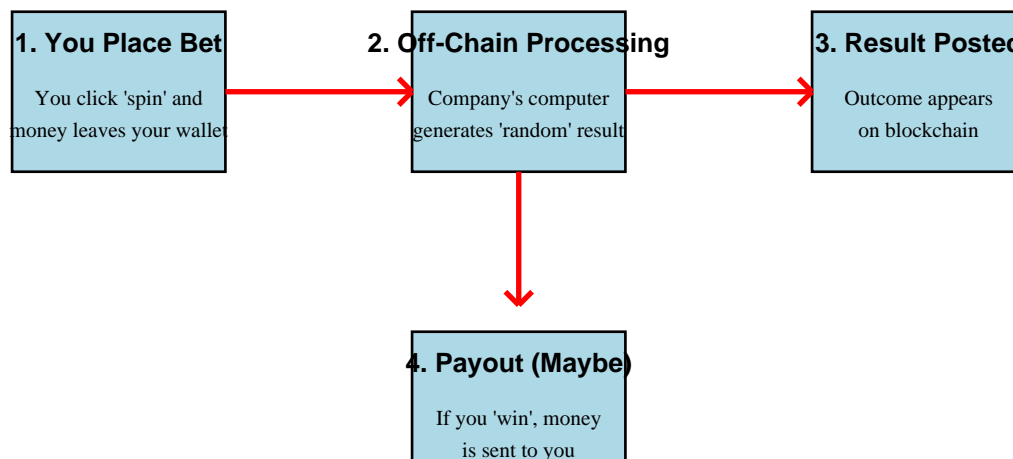 1. You Place Bet
You click 'spin' and
money leaves your wallet
2. Off-Chain Processing
Company's computer
generates 'random' result
3. Result Posted
Outcome appears
on blockchain
4. Payout (Maybe)
If you 'win', money
is sent to you